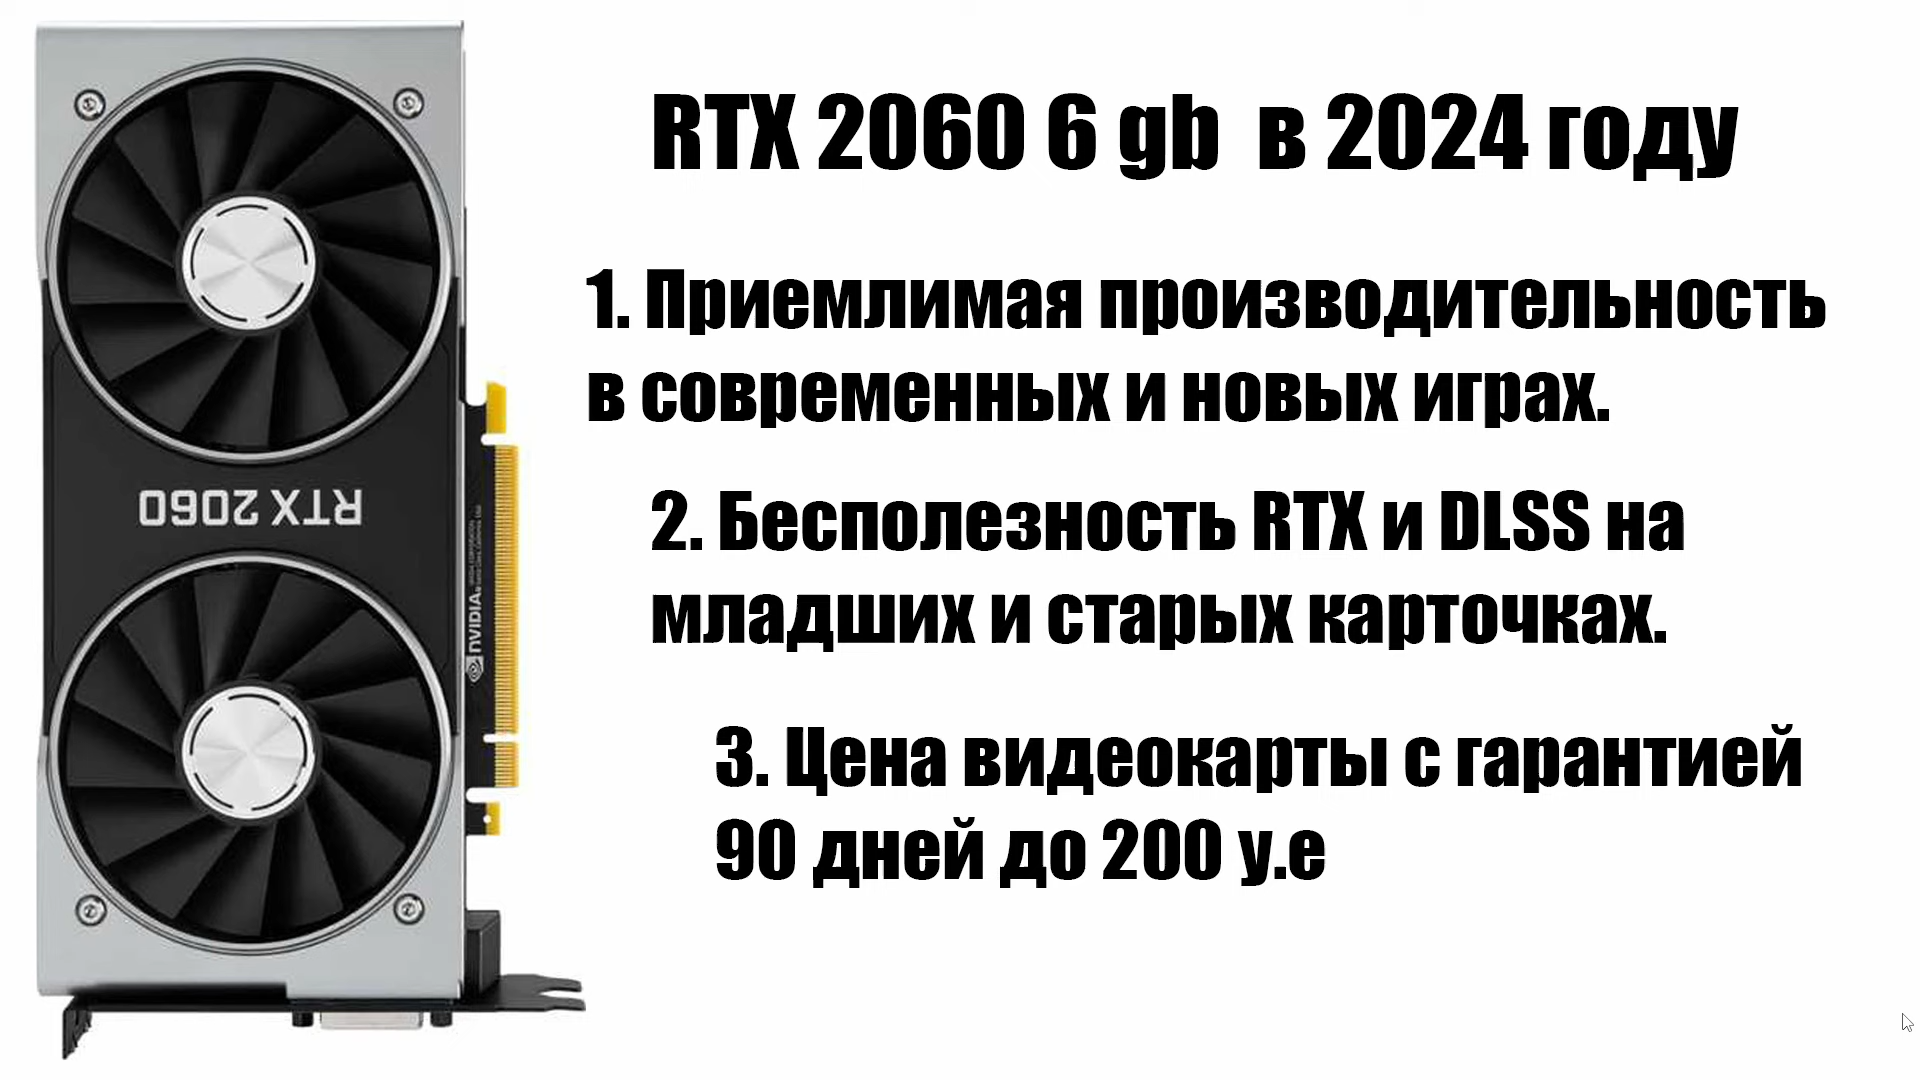 RTX 2060 6 gb в 2024 году
1. Приемлимая производительность
в современных и новых играх.
RTX 2060
2. Бесполезность RTX и DLSS на
младших и старых карточках.
NVIDIA
3. Цена видеокарты с гарантией
90 дней до 200 у.е